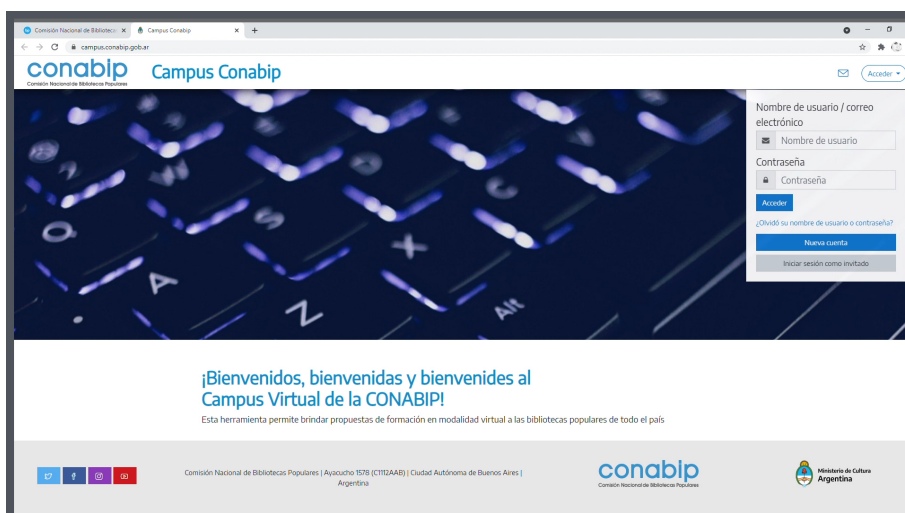 Comisión Nacional de Bibliotecas
Campus Conabip
campus.conabip.gob.ar
conabip
Comisión Nacional de Bibliotecas Populares
Campus Conabip
Acceder
Nombre de usuario / correo
electrónico
Nombre de usuario
Contraseña
Contraseña
Acceder
¿Olvidó su nombre de usuario o contraseña?
Nueva cuenta
Iniciar sesión como invitado
Q
W
A
S
Z
X
Alt
¡Bienvenidos, bienvenidas y bienvenides al
Campus Virtual de la CONABIP!
Esta herramienta permite brindar propuestas de formación en modalidad virtual a las bibliotecas populares de todo el país
Comisión Nacional de Bibliotecas Populares | Ayacucho 1578 (C1112AAB) | Ciudad Autónoma de Buenos Aires |
Argentina
conabip
Comisión Nacional de Bibliotecas Populares
Ministerio de Cultura
Argentina